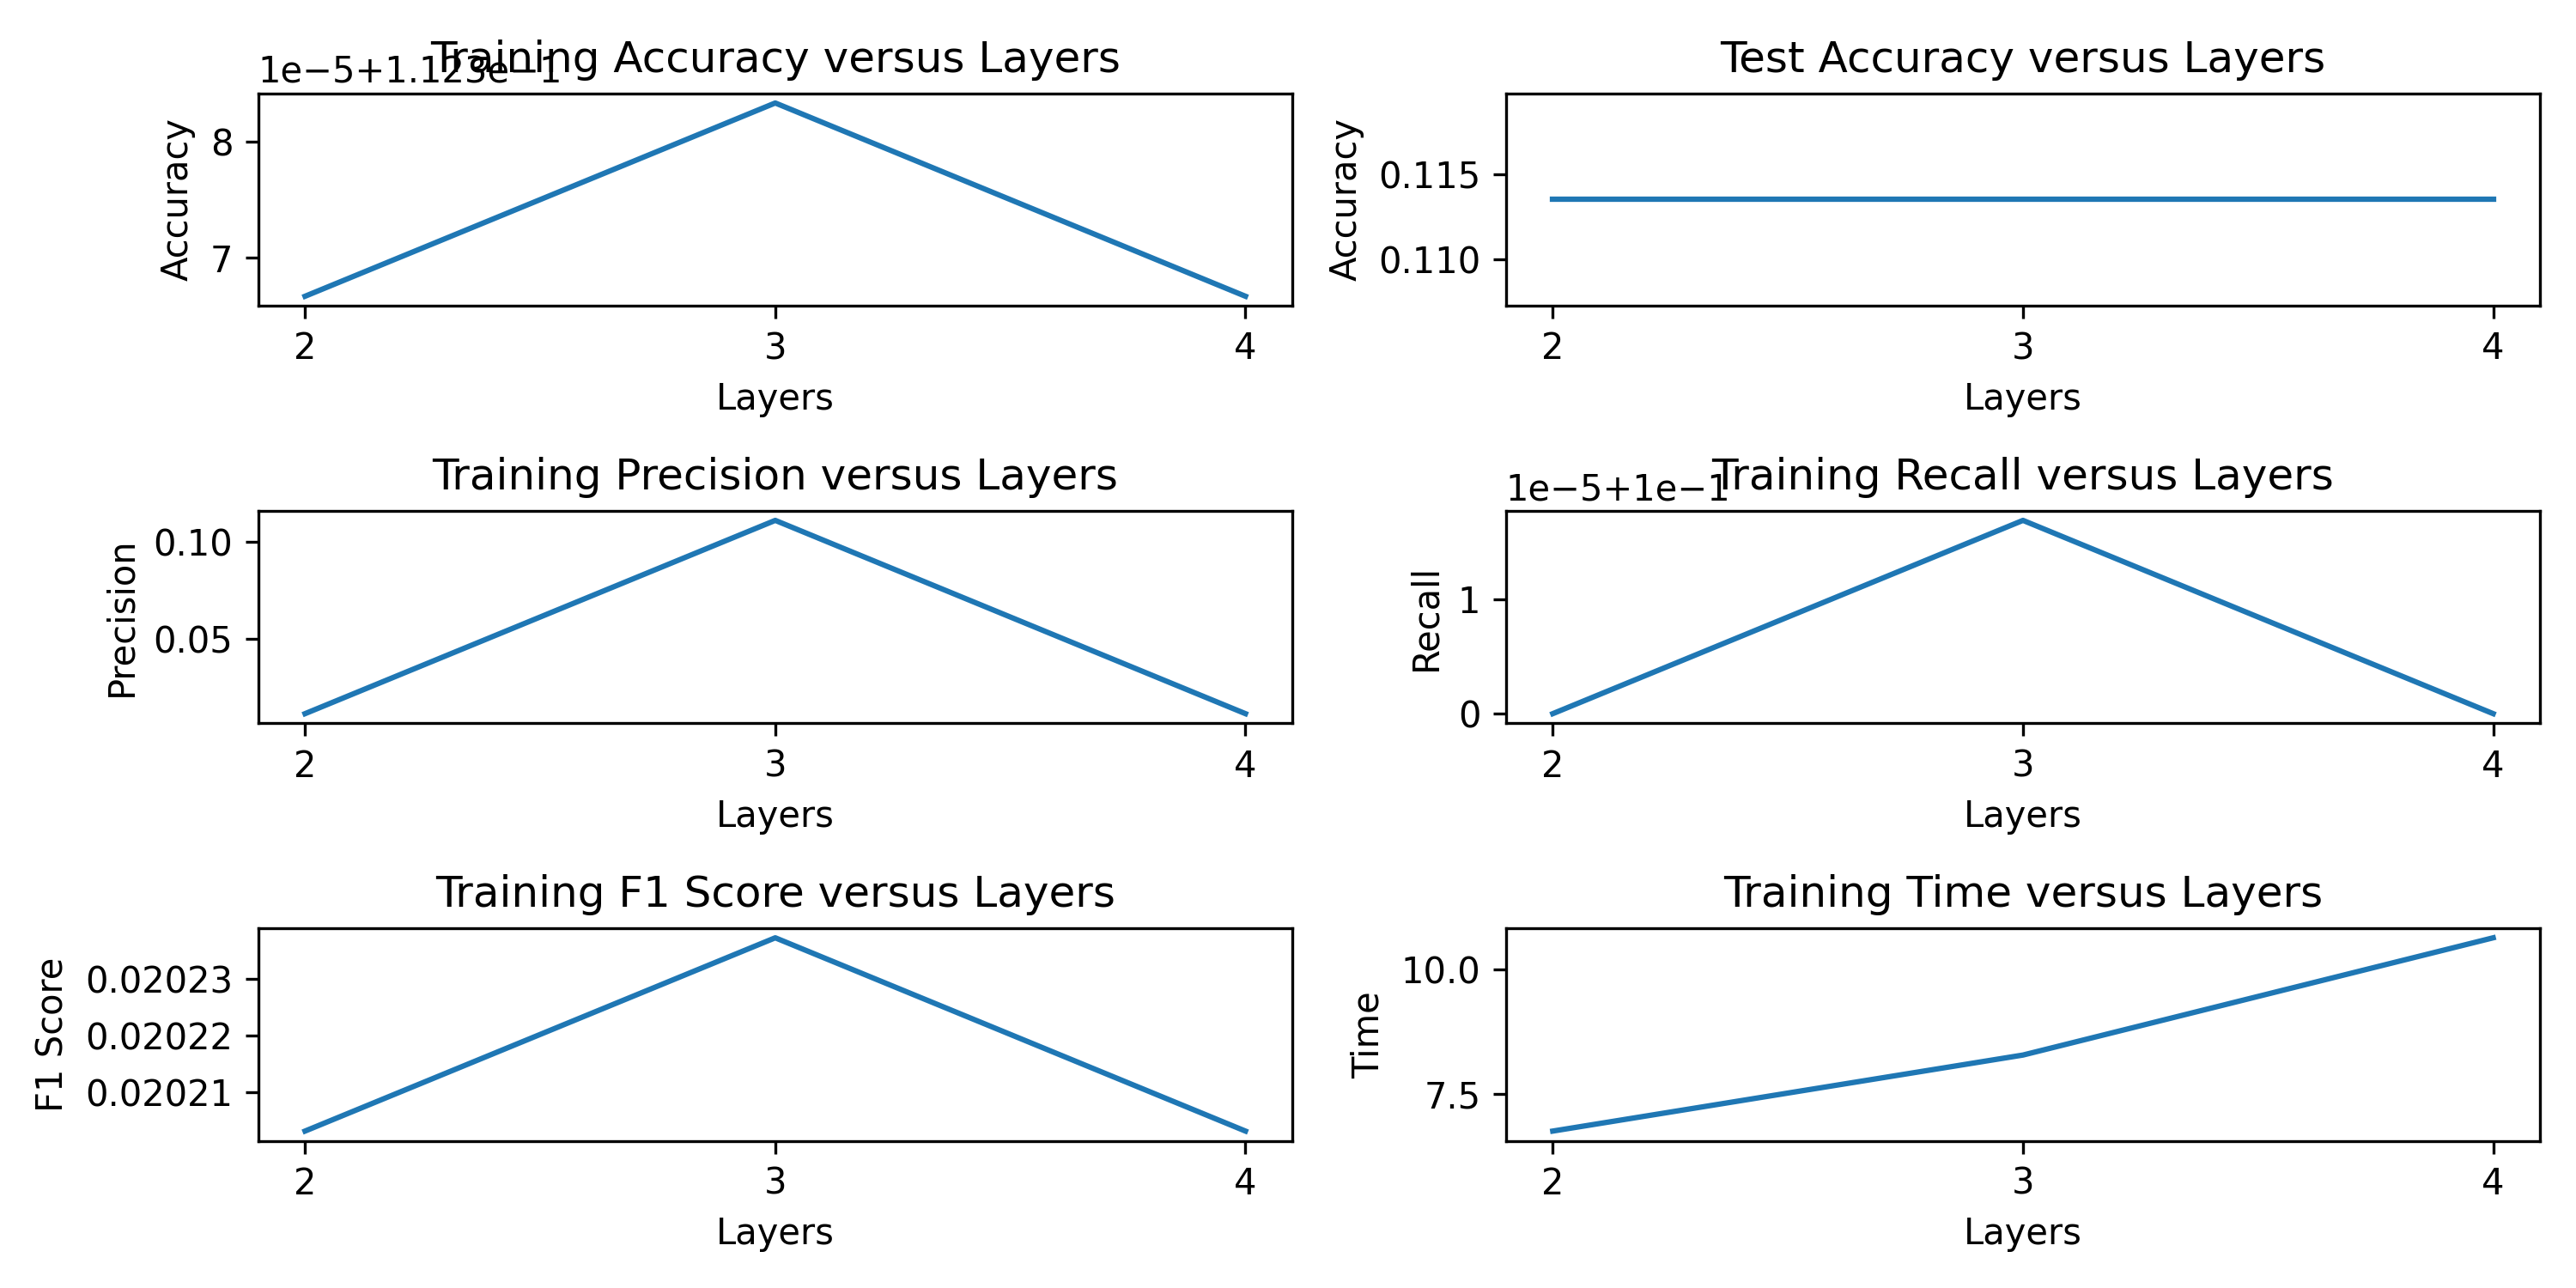 Training Accuracy versus Layers
1e−5+1.123e−1
Accuracy
8
7
2 3 4
Layers
Test Accuracy versus Layers
Accuracy
0.115
0.110
2 3 4
Layers
Training Precision versus Layers
Precision
0.10
0.05
2 3 4
Layers
Training Recall versus Layers
1e−5+1e−1
Recall
1
0
2 3 4
Layers
Training F1 Score versus Layers
F1 Score
0.02023
0.02022
0.02021
2 3 4
Layers
Training Time versus Layers
Time
10.0
7.5
2 3 4
Layers